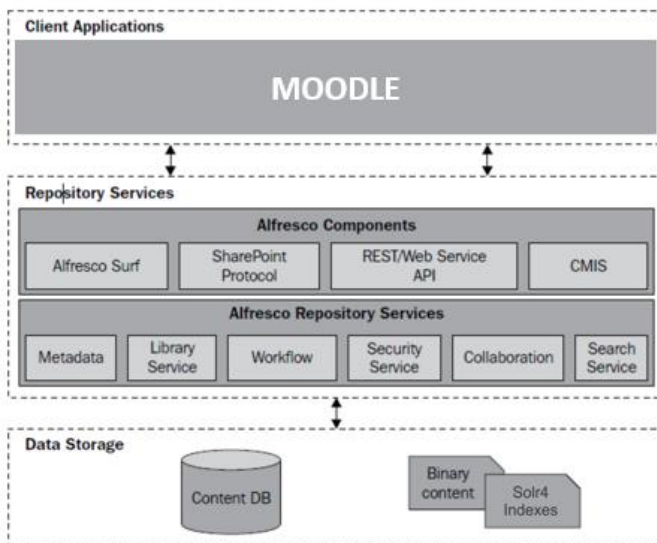 Client Applications
MOODLE
Repository Services
Alfresco Components
Alfresco Surf
SharePoint
Protocol
REST/Web Service
API
CMIS
Alfresco Repository Services
Metadata
Library
Service
Workflow
Security
Service
Collaboration
Search
Service
Data Storage
Content DB
Binary
content
Solr4
Indexes